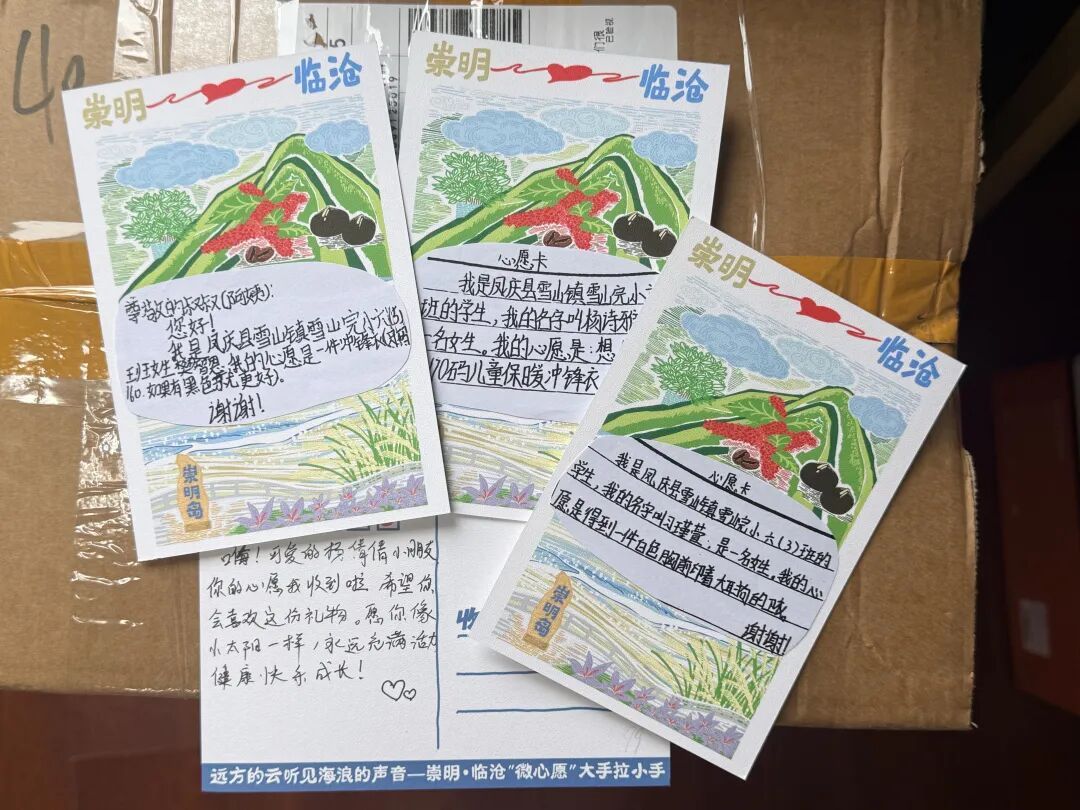 崇明
临沧
尊敬的叔叔(阿姨):
您好!
我是凤庆县雪山镇雪山完小六(3)
班女生,我的心愿是一件冲锋衣
160.如果有黑色就更好).
谢谢!
崇明岛
崇明
临沧
心愿卡
我是凤庆县雪山镇雪山完小六
班的学生,我的名字叫杨诗
一名女生。我的心愿是:想
170码儿童保暖冲锋衣
崇明
临沧
心愿卡
我是凤庆县雪山镇雪山完小六(3)班的
学生,我的名字叫习瑾萱,是一名女生,我的心
愿是得到一件白色胸前印着大耳狗的
谢谢!
崇明岛
嗨!可爱的杨倩倩小朋友
你的心愿我收到啦 希望你
会喜欢这份礼物。愿你像
小太阳一样,永远充满活力
健康快乐成长!
收
远方的云听见海浪的声音—崇明·临沧“微心愿”大手拉小手